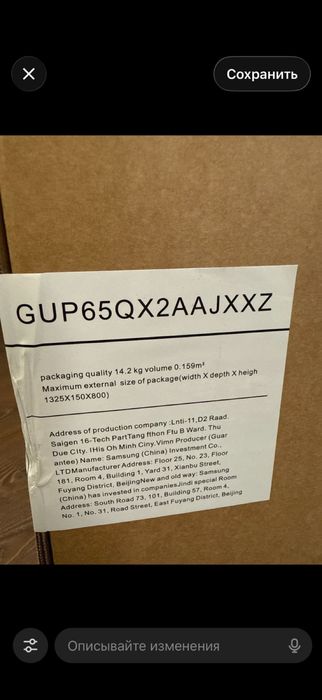 Сохранить
GUP65QX2AAJXXZ
packaging quality 14.2 kg volume 0.159m³
Maximum external size of package(width X depth X heigh
1325X150X800)
Address of production company :Lnti-11,D2 Raad.
Saigen 16-Tech PartTang fthon Ftu B Ward. Thu
Due CIty. IHis Oh Minh Ciny.Vimn Producer (Guar
antee) Name: Samsung (China) Investment Co.,
LTDManufacturer Address: Floor 25, No. 23, Floor
181, Room 4, Building 1, Yard 31, Xianbu Street,
Fuyang District, BeijingNew and old way: Samsung
(China) has invested in companiesJindi special Room
Address: South Road 73, 101, Building 57, Room 4,
No. 1, No. 31, Road Street, East Fuyang District, Beijing
Описывайте изменения